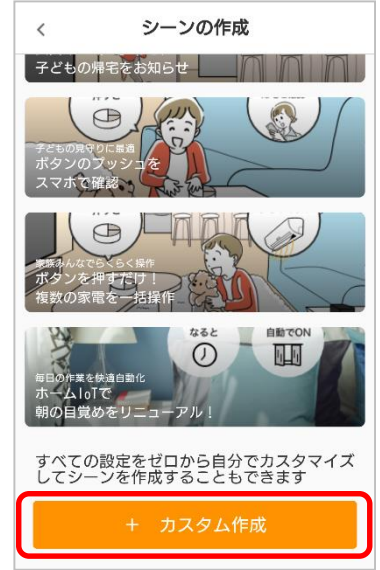 シーンの作成
子どもの帰宅をお知らせ
子どもの見守りに最適
ボタンのプッシュを
スマホで確認
家族みんなでらくらく操作
ボタンを押すだけ！
複数の家電を一括操作
なると
自動でON
毎日の作業を快適自動化
ホームIoTで
朝の目覚めをリニューアル！
すべての設定をゼロから自分でカスタマイズ
してシーンを作成することもできます
+ カスタム作成